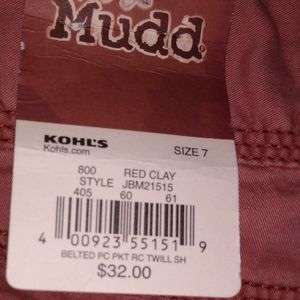 Mudd
KOHL'S
Kohls.com
SIZE 7
800 RED CLAY
STYLE JBM21515
405 60 61
4 00923 55151 9
BELTED PC PKT RC TWILL SH
$32.00